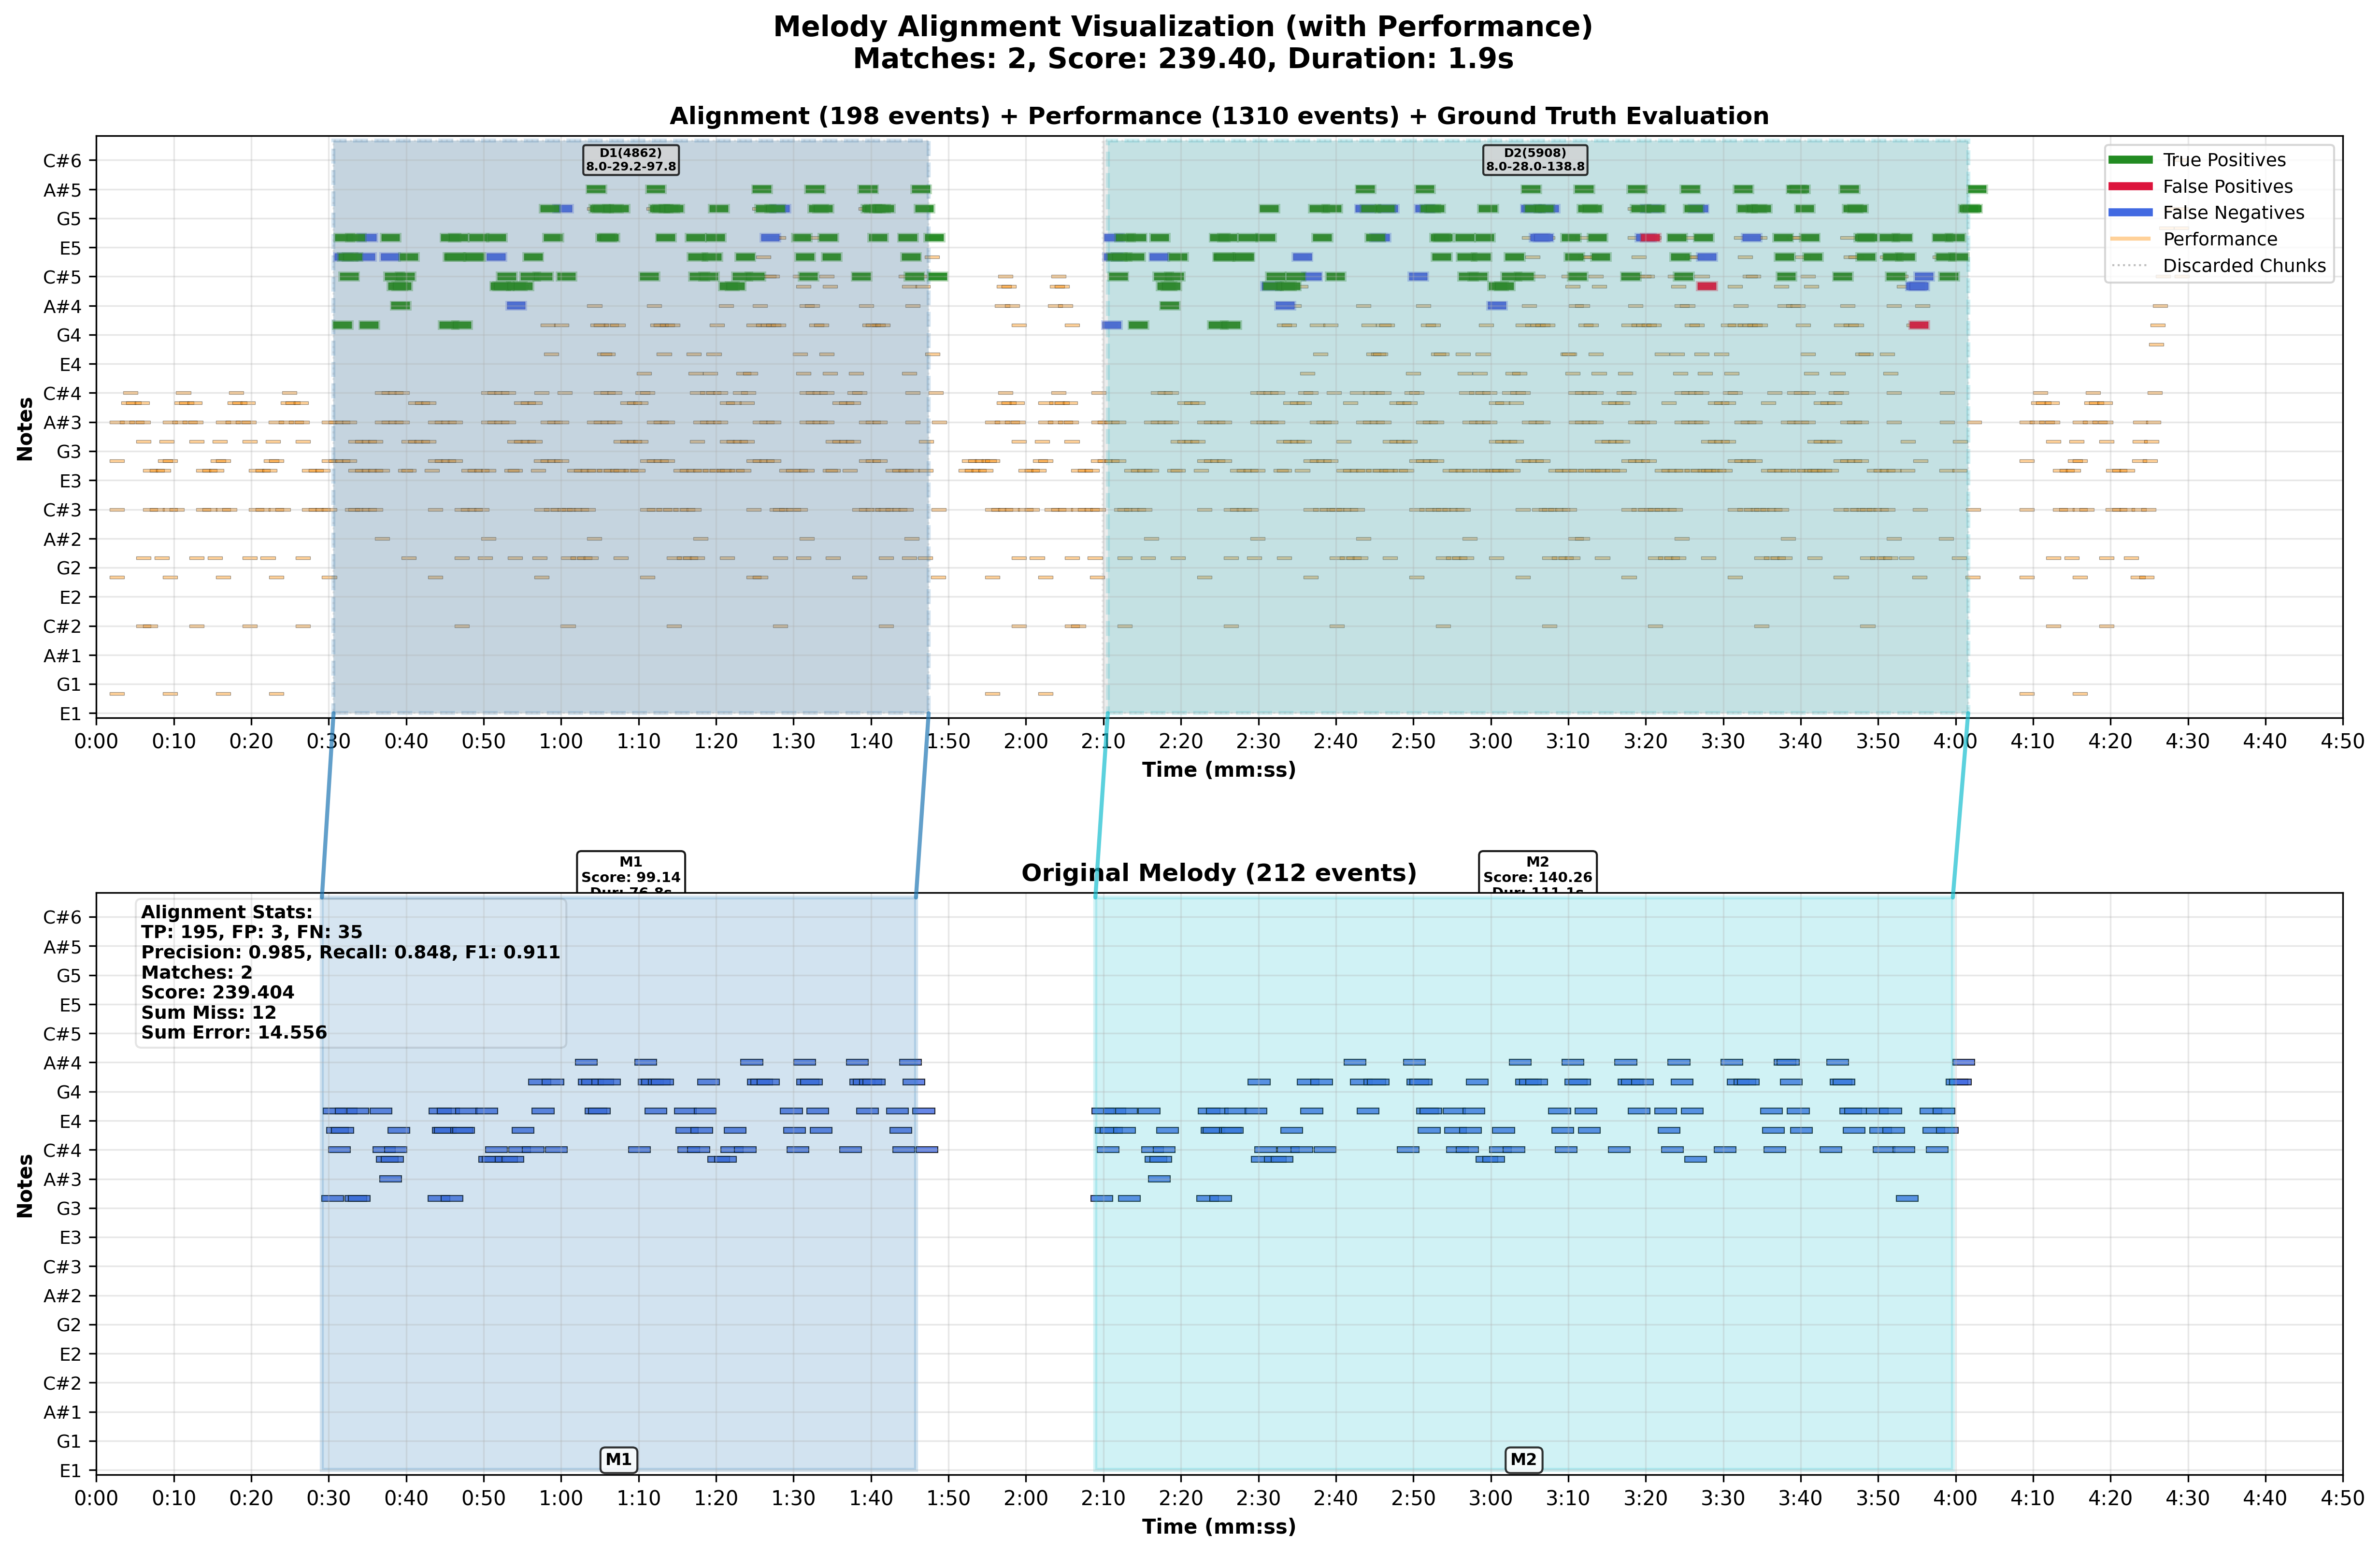 Melody Alignment Visualization (with Performance)
Matches: 2, Score: 239.40, Duration: 1.9s
Alignment (198 events) + Performance (1310 events) + Ground Truth Evaluation
D1(4862)
8.0-29.2-97.8
D2(5908)
8.0-28.0-138.8
True Positives
False Positives
False Negatives
Performance
Discarded Chunks
Notes
C#6
A#5
G5
E5
C#5
A#4
G4
E4
C#4
A#3
G3
E3
C#3
A#2
G2
E2
C#2
A#1
G1
E1
0:00 0:10 0:20 0:30 0:40 0:50 1:00 1:10 1:20 1:30 1:40 1:50 2:00 2:10 2:20 2:30 2:40 2:50 3:00 3:10 3:20 3:30 3:40 3:50 4:00 4:10 4:20 4:30 4:40 4:50
Time (mm:ss)
M1
Score: 99.14
Dur: 76.8s
Original Melody (212 events)
M2
Score: 140.26
Dur: 111.1s
Alignment Stats:
TP: 195, FP: 3, FN: 35
Precision: 0.985, Recall: 0.848, F1: 0.911
Matches: 2
Score: 239.404
Sum Miss: 12
Sum Error: 14.556
Notes
C#6
A#5
G5
E5
C#5
A#4
G4
E4
C#4
A#3
G3
E3
C#3
A#2
G2
E2
C#2
A#1
G1
E1
M1
M2
0:00 0:10 0:20 0:30 0:40 0:50 1:00 1:10 1:20 1:30 1:40 1:50 2:00 2:10 2:20 2:30 2:40 2:50 3:00 3:10 3:20 3:30 3:40 3:50 4:00 4:10 4:20 4:30 4:40 4:50
Time (mm:ss)